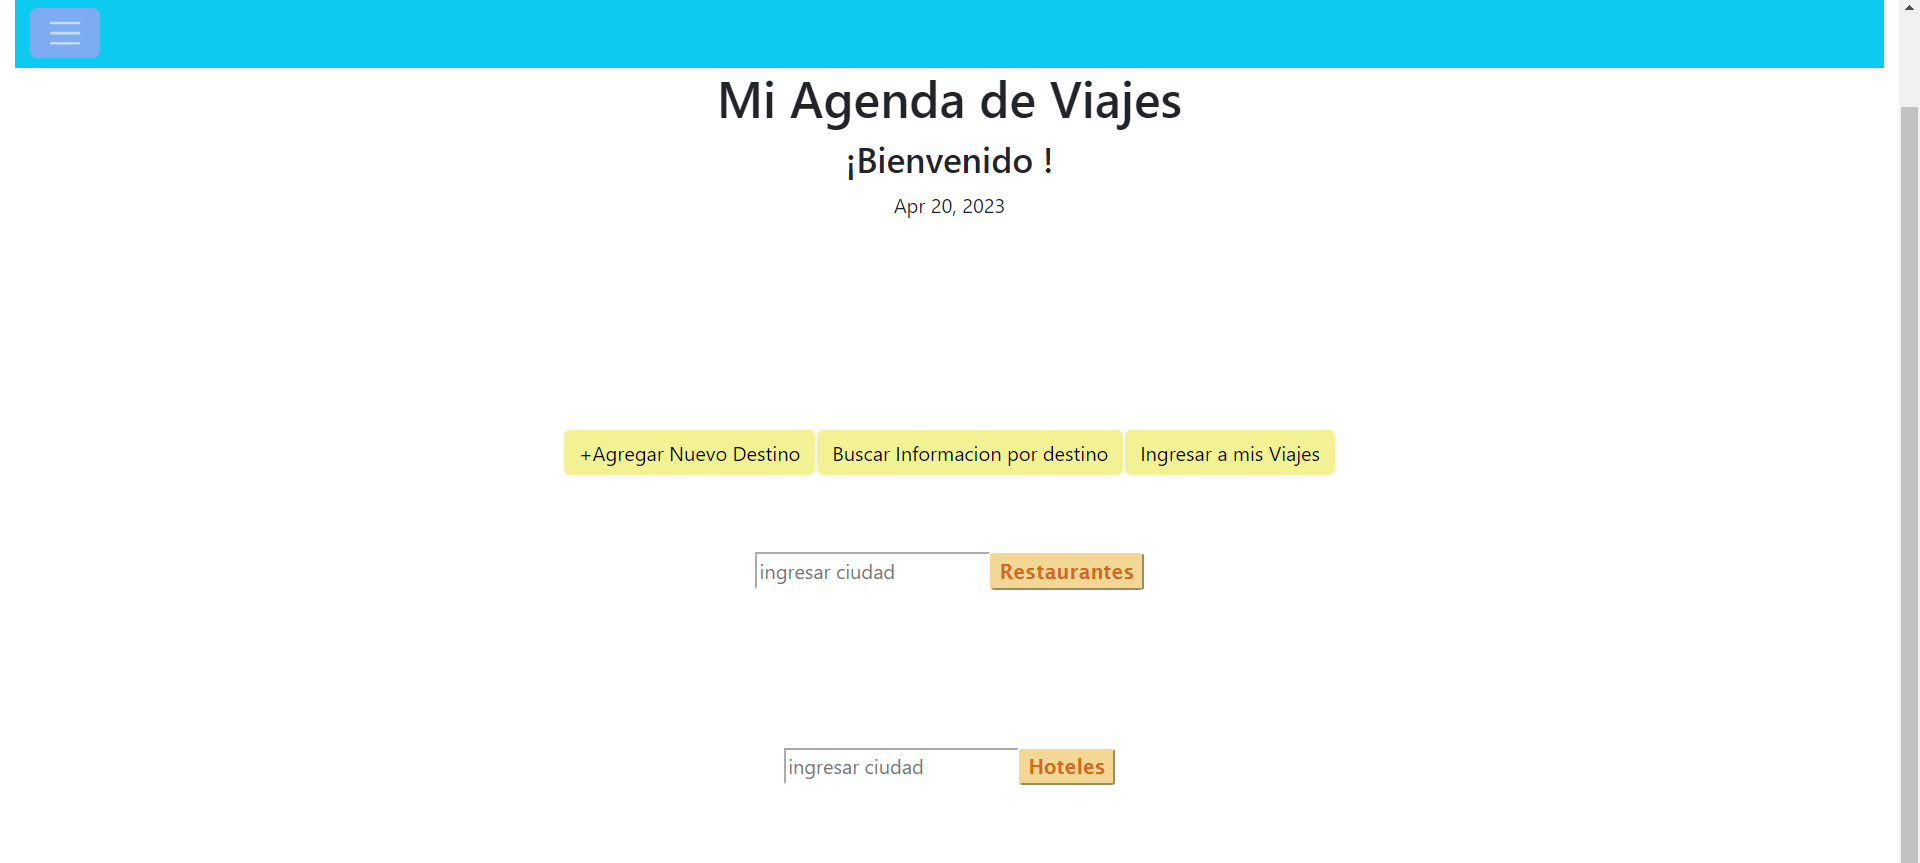 Mi Agenda de Viajes
¡Bienvenido !
Apr 20, 2023
+Agregar Nuevo Destino Buscar Informacion por destino Ingresar a mis Viajes
ingresar ciudad Restaurantes
ingresar ciudad Hoteles